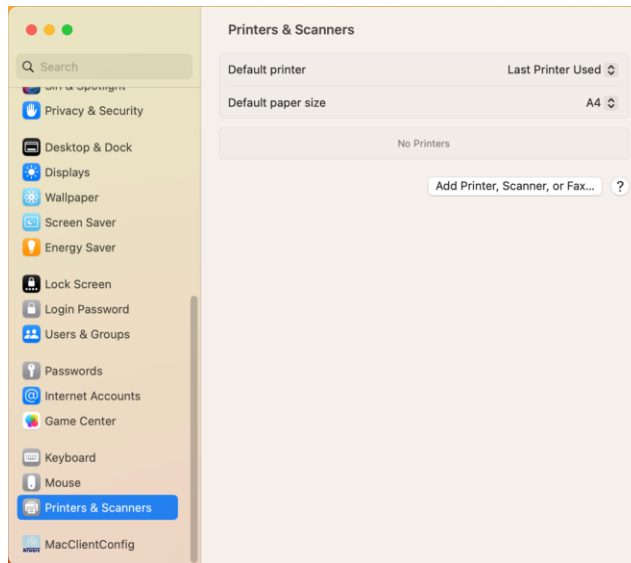 Printers & Scanners
Search
Default printer
Last Printer Used
Default paper size
A4
No Printers
Add Printer, Scanner, or Fax...
?
Siri & Spotlight
Privacy & Security
Desktop & Dock
Displays
Wallpaper
Screen Saver
Energy Saver
Lock Screen
Login Password
Users & Groups
Passwords
Internet Accounts
Game Center
Keyboard
Mouse
Printers & Scanners
MacClientConfig